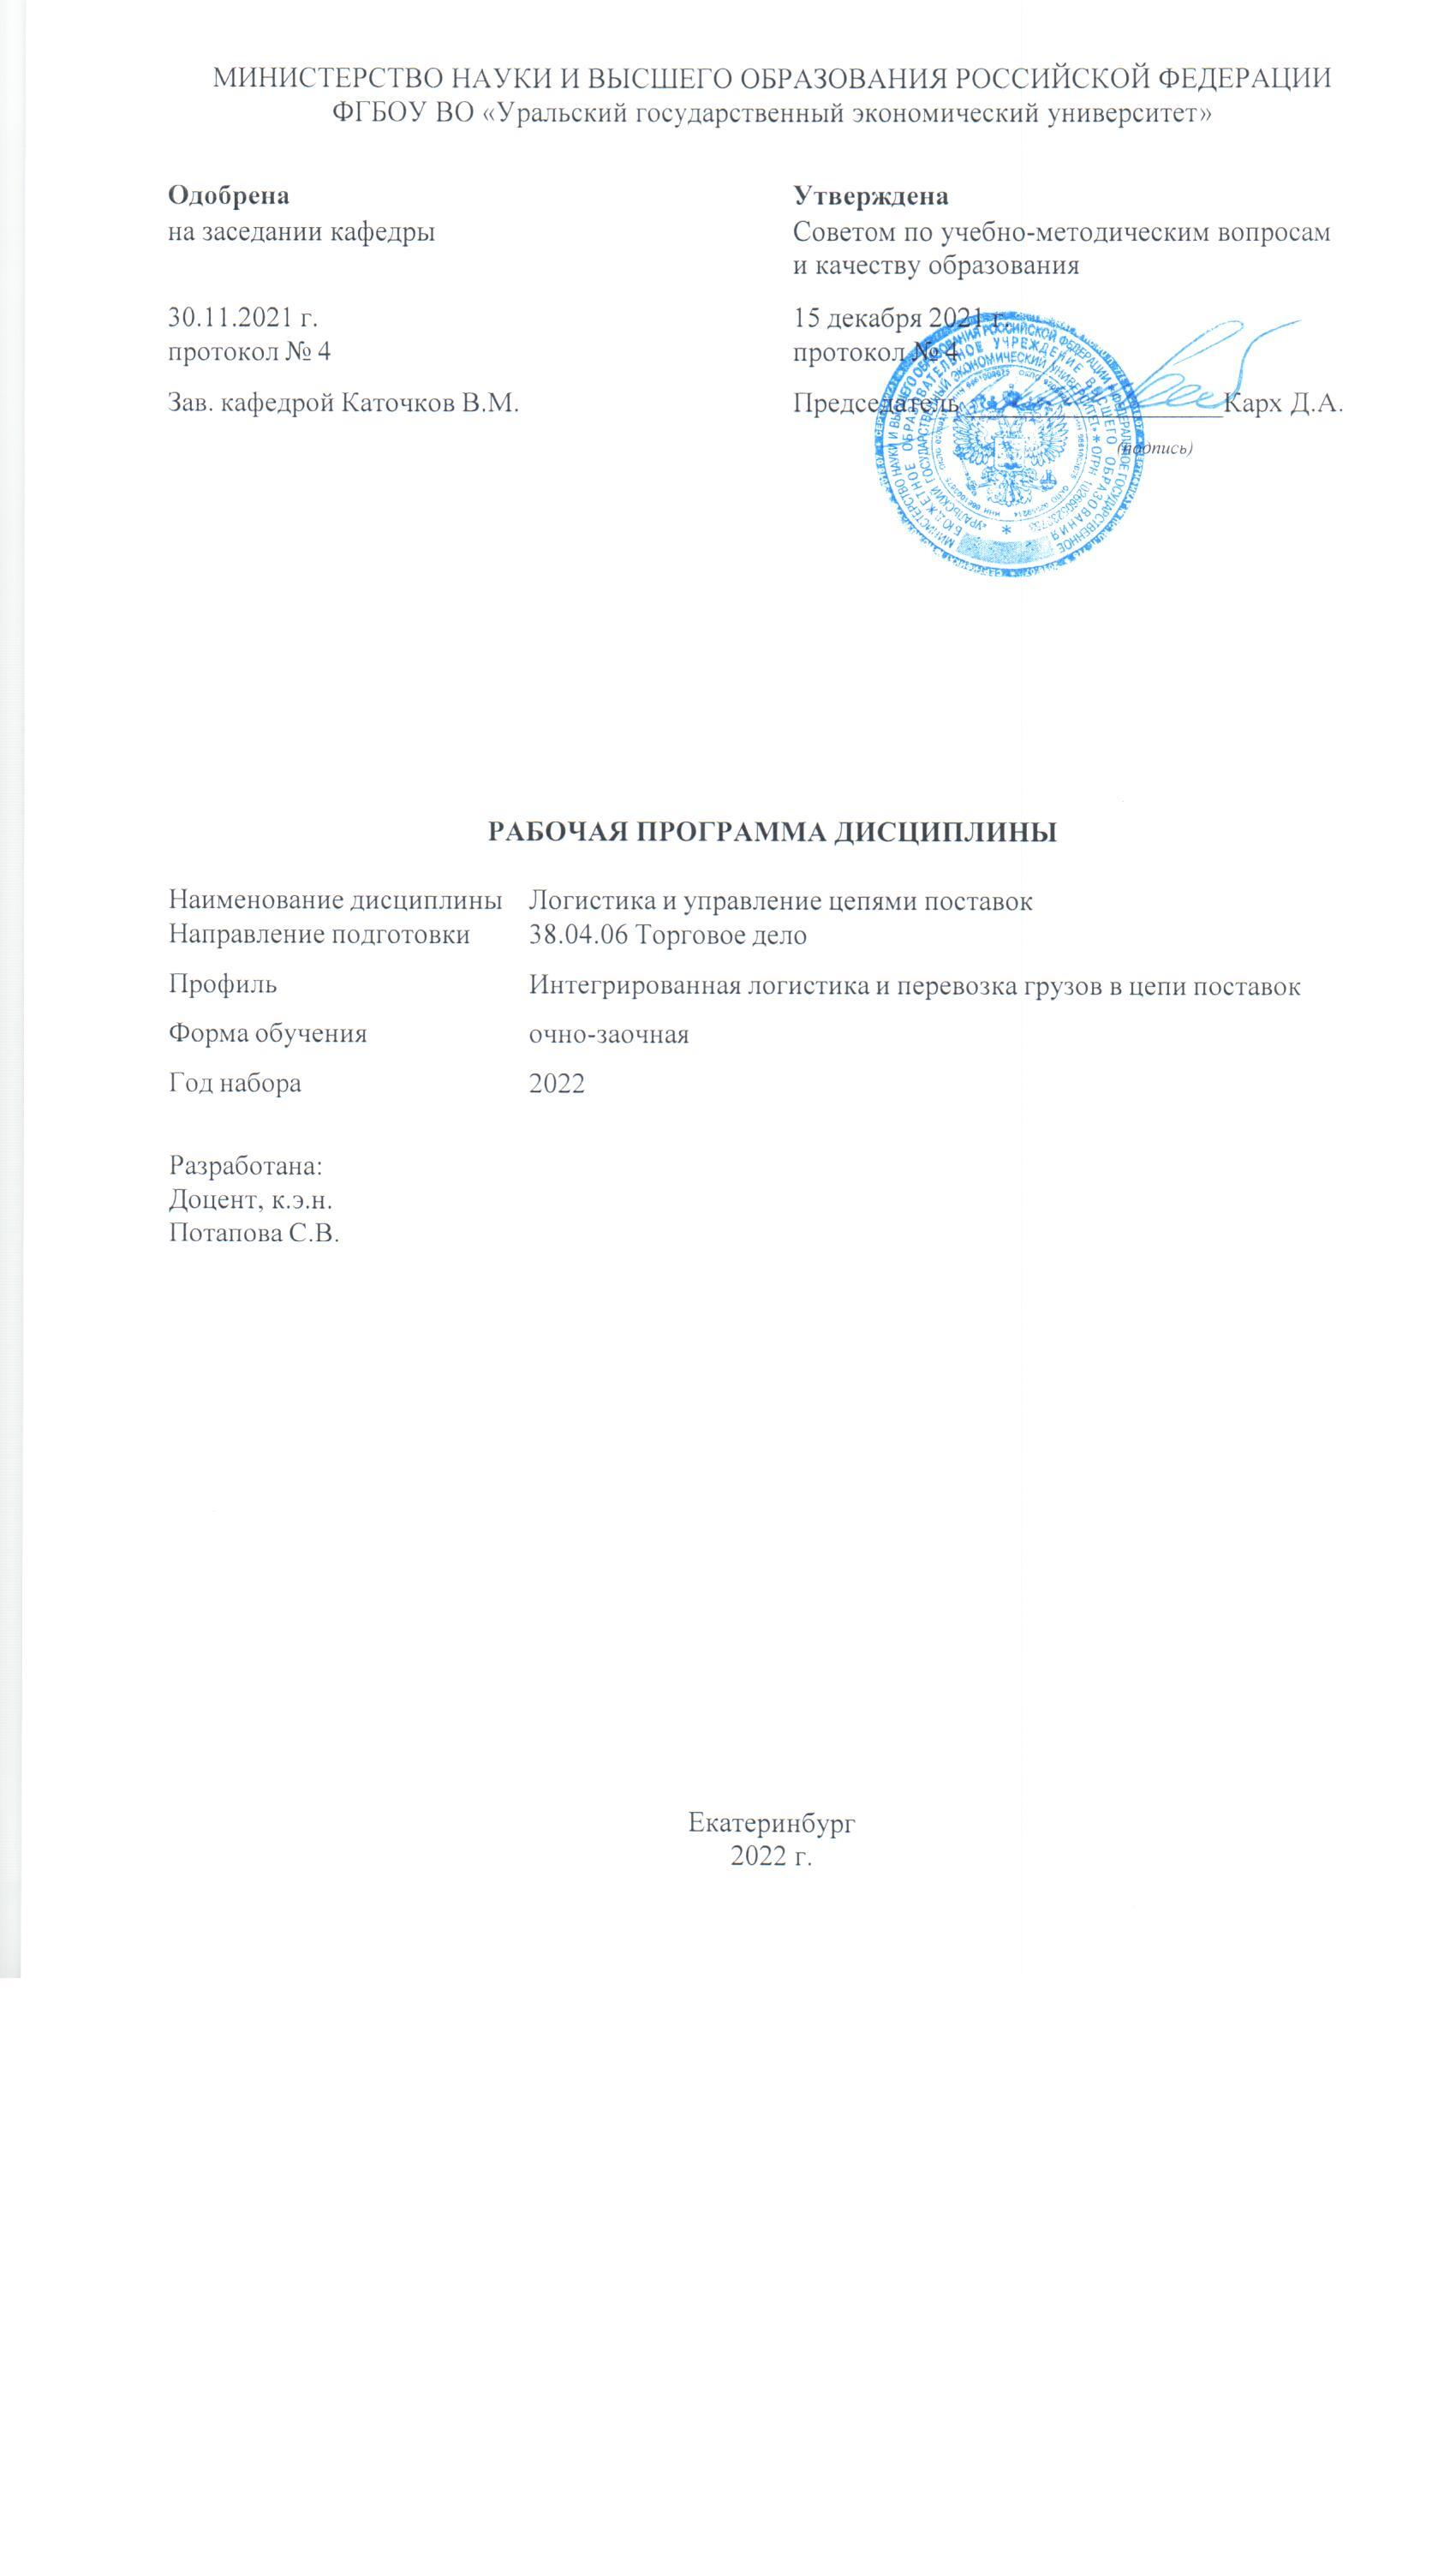 МИНИСТЕРСТВО НАУКИ И ВЫСШЕГО ОБРАЗОВАНИЯ РОССИЙСКОЙ ФЕДЕРАЦИИ
ФГБОУ ВО «Уральский государственный экономический университет»
Одобрена
на заседании кафедры
30.11.2021 г.
протокол № 4
Зав. кафедрой Каточков В.М.
Утверждена
Советом по учебно-методическим вопросам
и качеству образования
15 декабря 2021 г.
протокол № 4
Председатель Карх Д.А.
(подпись)
РАБОЧАЯ ПРОГРАММА ДИСЦИПЛИНЫ
Наименование дисциплины Логистика и управление цепями поставок
Направление подготовки 38.04.06 Торговое дело
Профиль Интегрированная логистика и перевозка грузов в цепи поставок
Форма обучения очно-заочная
Год набора 2022
Разработана:
Доцент, к.э.н.
Потапова С.В.
Екатеринбург
2022 г.